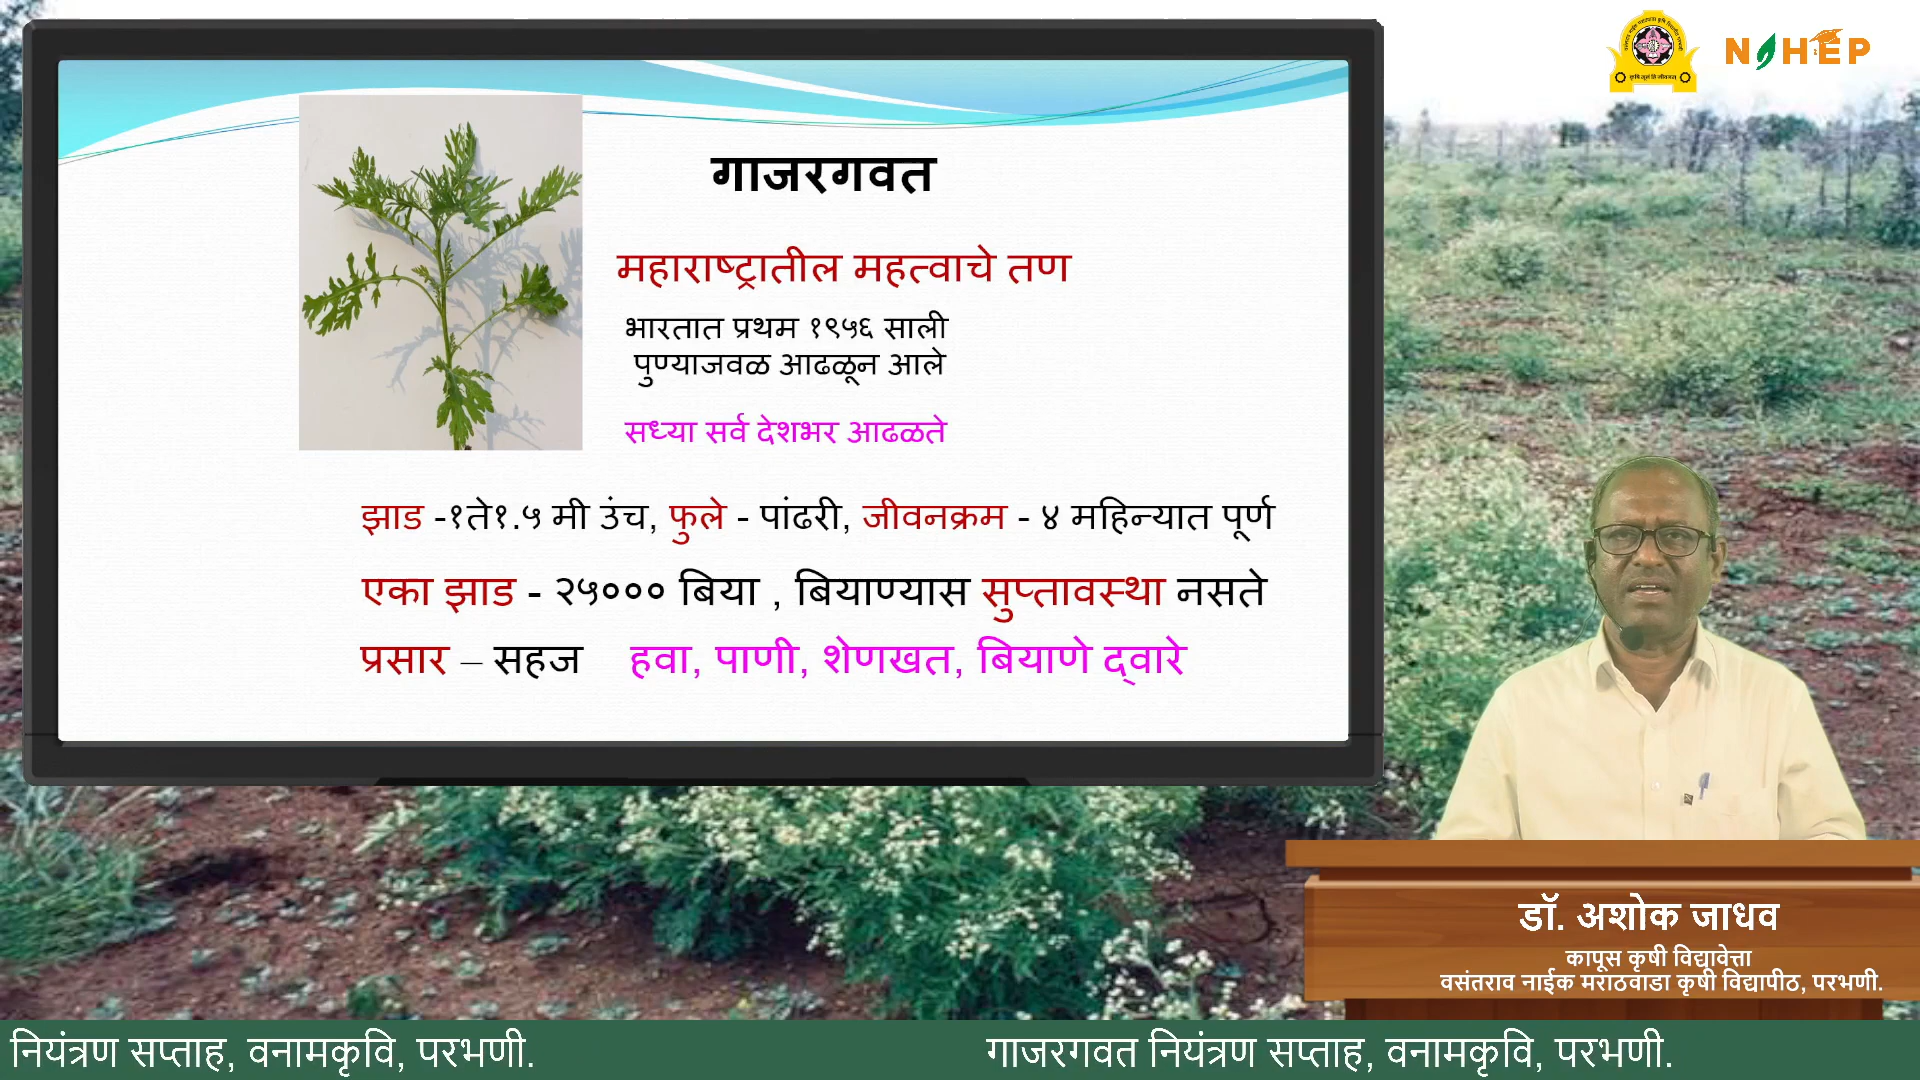 NAHEP
गाजरगवत
महाराष्ट्रातील महत्वाचे तण
भारतात प्रथम १९५६ साली
पुण्याजवळ आढळून आले
सध्या सर्व देशभर आढळते
झाड -१ते१.५ मी उंच, फुले - पांढरी, जीवनक्रम - ४ महिन्यात पूर्ण
एका झाड - २५००० बिया , बियाण्यास सुप्तावस्था नसते
प्रसार – सहज हवा, पाणी, शेणखत, बियाणे द्वारे
डॉ. अशोक जाधव
कापूस कृषी विद्यावेत्ता
वसंतराव नाईक मराठवाडा कृषी विद्यापीठ, परभणी.
नियंत्रण सप्ताह, वनामकृवि, परभणी. गाजरगवत नियंत्रण सप्ताह, वनामकृवि, परभणी.